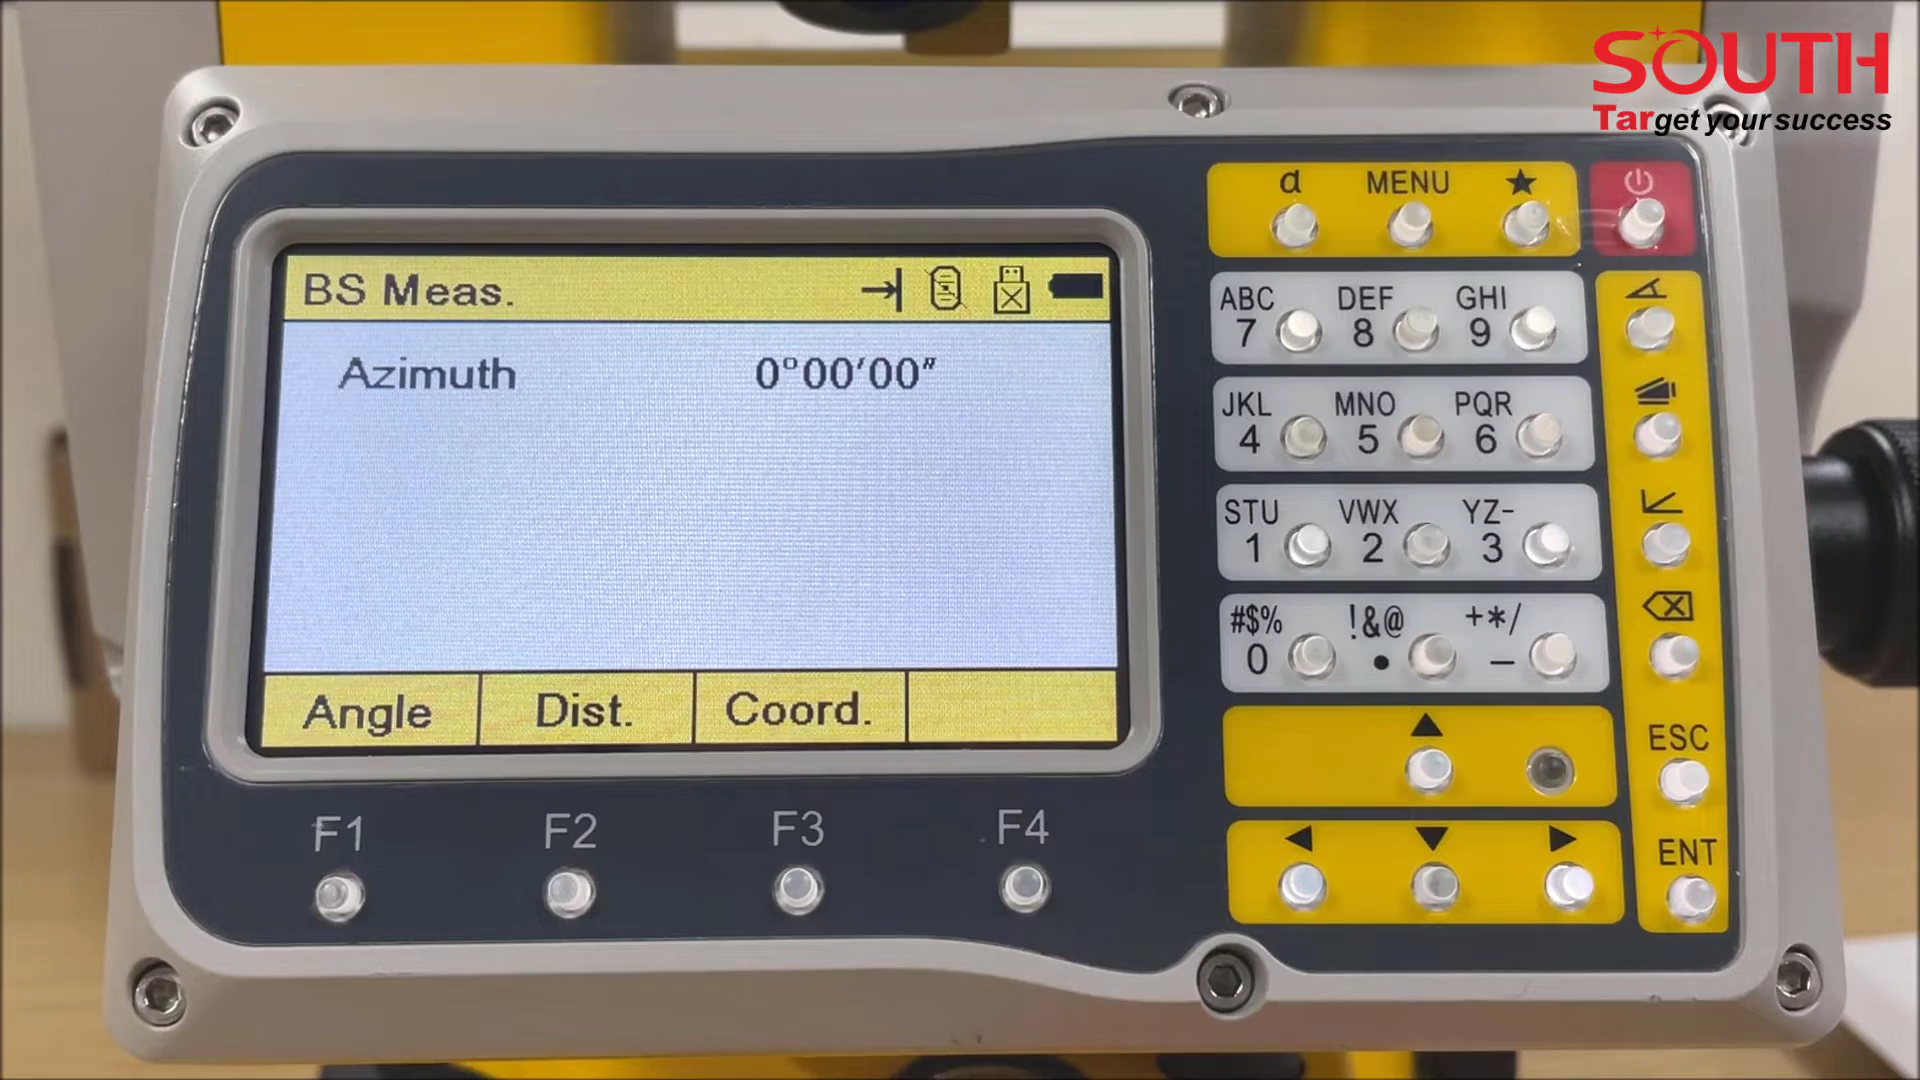 SOUTH
Target your success
α MENU ★
BS Meas.
Azimuth 0°00'00"
Angle Dist. Coord.
F1 F2 F3 F4
ABC DEF GHI
7 8 9
JKL MNO PQR
4 5 6
STU VWX YZ-
1 2 3
#$% !&@ +*/
0 • −
ESC
ENT